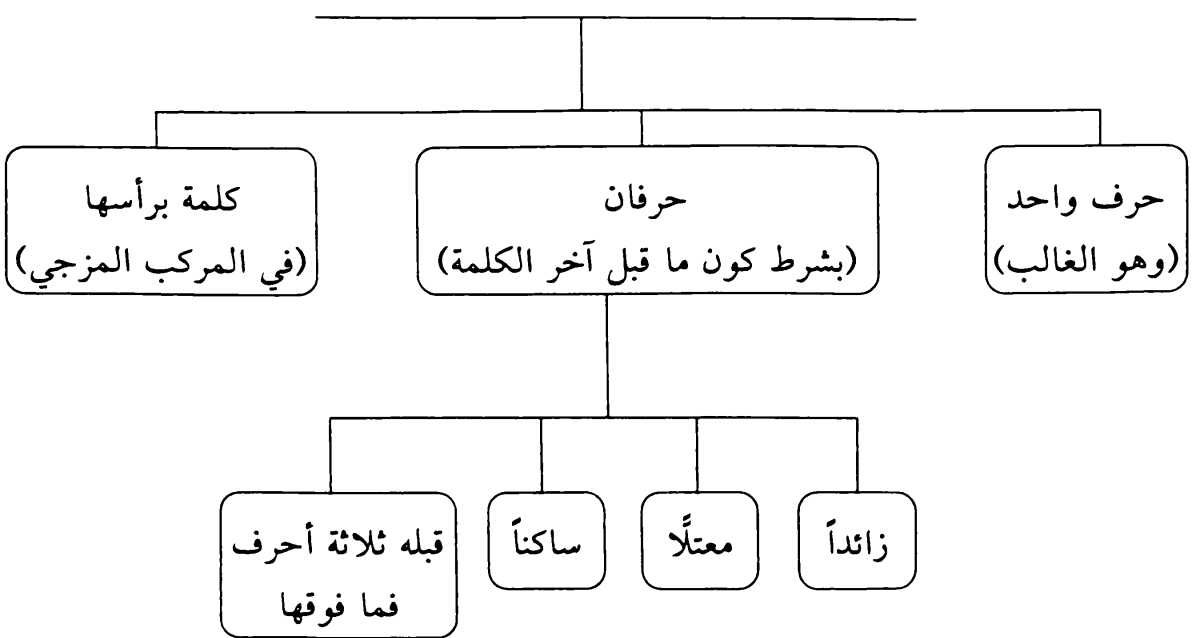 حرف واحد
(وهو الغالب)
حرفان
(بشرط كون ما قبل آخر الكلمة)
كلمة برأسها
(في المركب المزجي)
زائداً
معتلًّا
ساكناً
قبله ثلاثة أحرف
فما فوقها